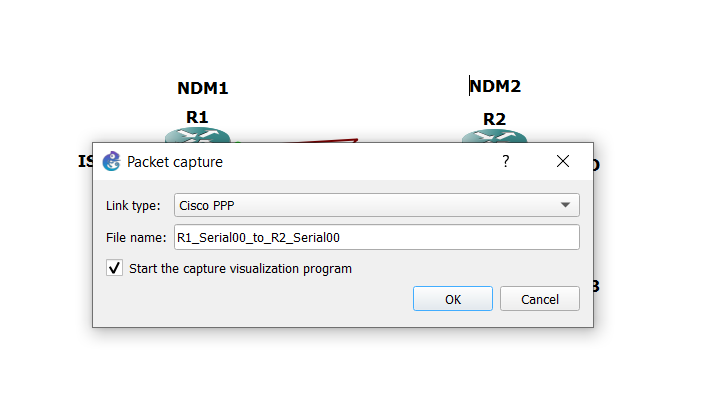 NDM1
NDM2
R1
R2
IS
Packet capture
Link type:
Cisco PPP
File name:
R1_Serial00_to_R2_Serial00
Start the capture visualization program
OK
Cancel